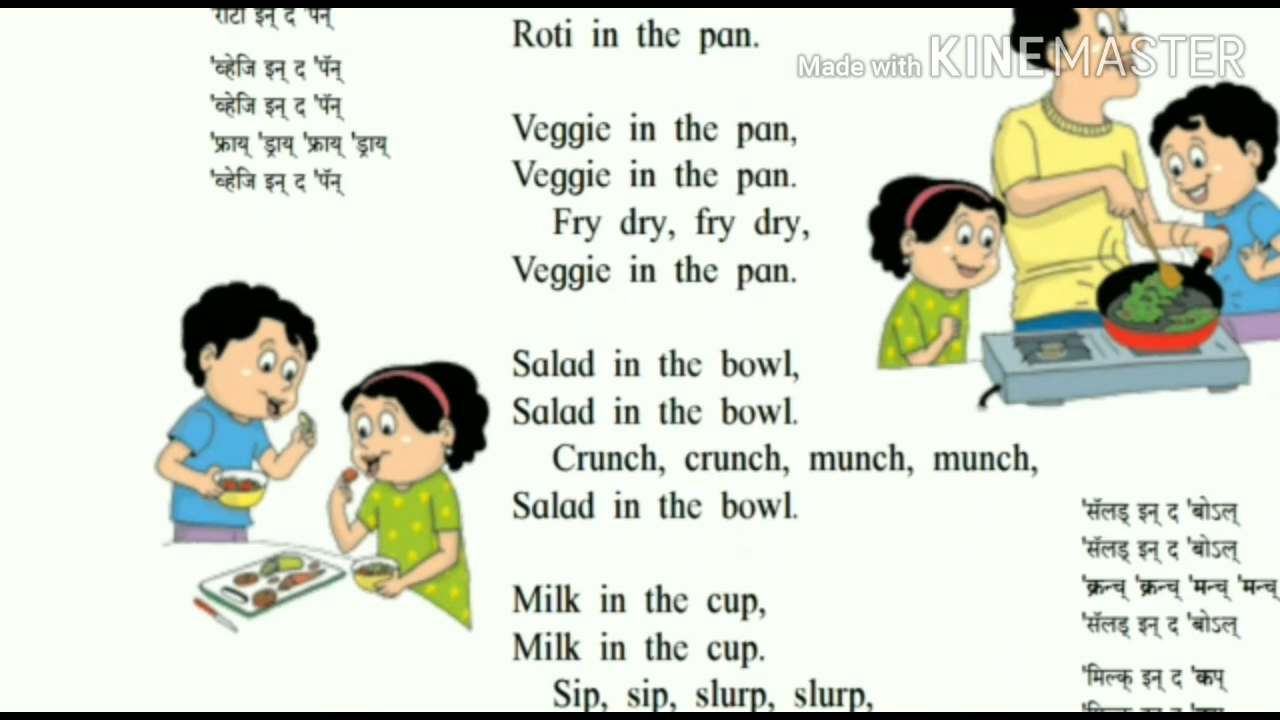 'रोटी इन् द 'पॅन्
'व्हेजि इन् द 'पॅन्
'व्हेजि इन् द 'पॅन्
'फ्राय् 'ड्राय् 'फ्राय् 'ड्राय्
'व्हेजि इन् द 'पॅन्
Roti in the pan.
Made with KINEMASTER
Veggie in the pan,
Veggie in the pan.
Fry dry, fry dry,
Veggie in the pan.
Salad in the bowl,
Salad in the bowl.
Crunch, crunch, munch, munch,
Salad in the bowl.
Milk in the cup,
Milk in the cup.
Sip, sip, slurp, slurp,
'सॅलड् इन् द 'बोऽल्
'सॅलड् इन् द 'बोऽल्
'क्रन्च् 'क्रन्च् 'मन्च् 'मन्च्
'सॅलड् इन् द 'बोऽल्
'मिल्क् इन् द 'कप्